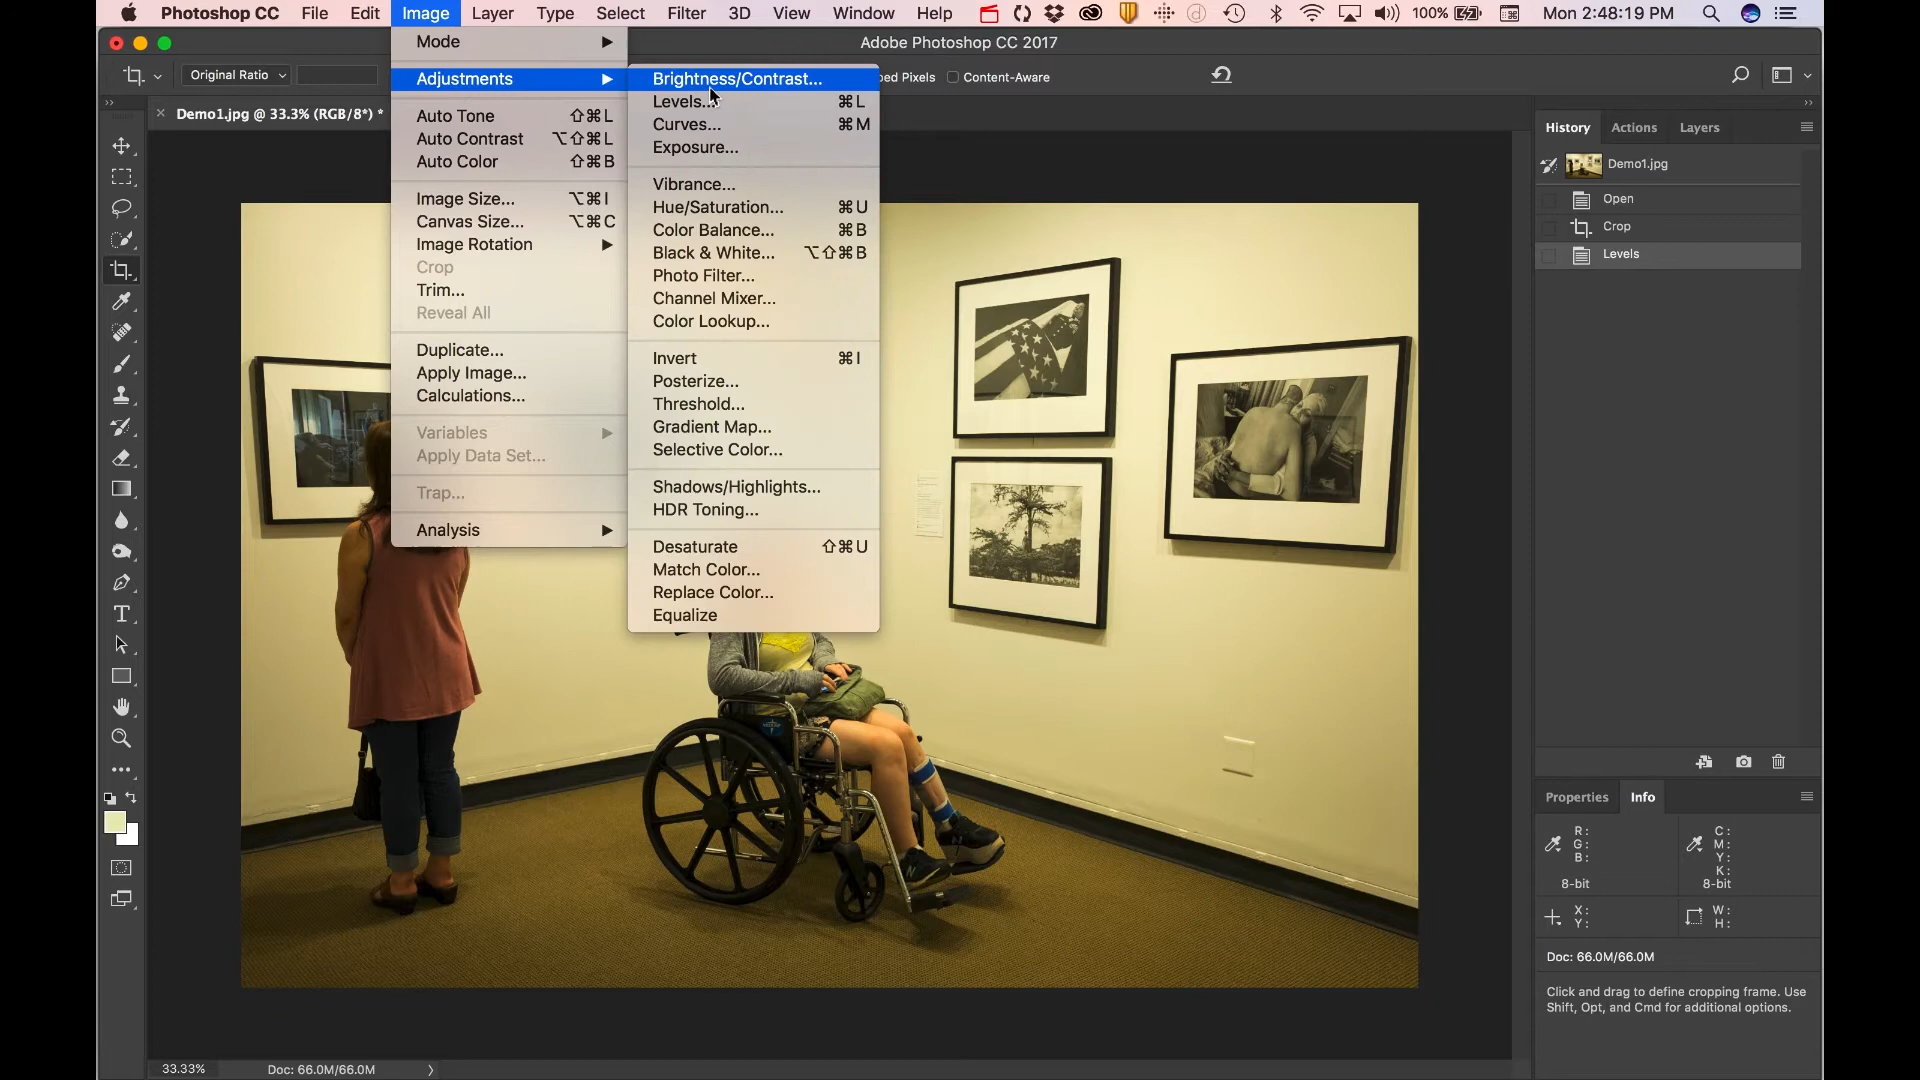 Photoshop CC File Edit Image Layer Type Select Filter 3D View Window Help 100% Mon 2:48:19 PM
Adobe Photoshop CC 2017
Original Ratio
Content-Aware
Demo1.jpg @ 33.3% (RGB/8*) *
Mode
Adjustments
Auto Tone ⇧⌘L
Auto Contrast ⌥⇧⌘L
Auto Color ⇧⌘B
Image Size... ⌥⌘I
Canvas Size... ⌥⌘C
Image Rotation
Crop
Trim...
Reveal All
Duplicate...
Apply Image...
Calculations...
Variables
Apply Data Set...
Trap...
Analysis
Brightness/Contrast...
Levels... ⌘L
Curves... ⌘M
Exposure...
Vibrance...
Hue/Saturation... ⌘U
Color Balance... ⌘B
Black & White... ⌥⇧⌘B
Photo Filter...
Channel Mixer...
Color Lookup...
Invert ⌘I
Posterize...
Threshold...
Gradient Map...
Selective Color...
Shadows/Highlights...
HDR Toning...
Desaturate ⇧⌘U
Match Color...
Replace Color...
Equalize
ped Pixels
History Actions Layers
Demo1.jpg
Open
Crop
Levels
Properties Info
R: C:
G: M:
B: Y:
K:
8-bit 8-bit
X: W:
Y: H:
Doc: 66.0M/66.0M
Click and drag to define cropping frame. Use
Shift, Opt, and Cmd for additional options.
33.33% Doc: 66.0M/66.0M